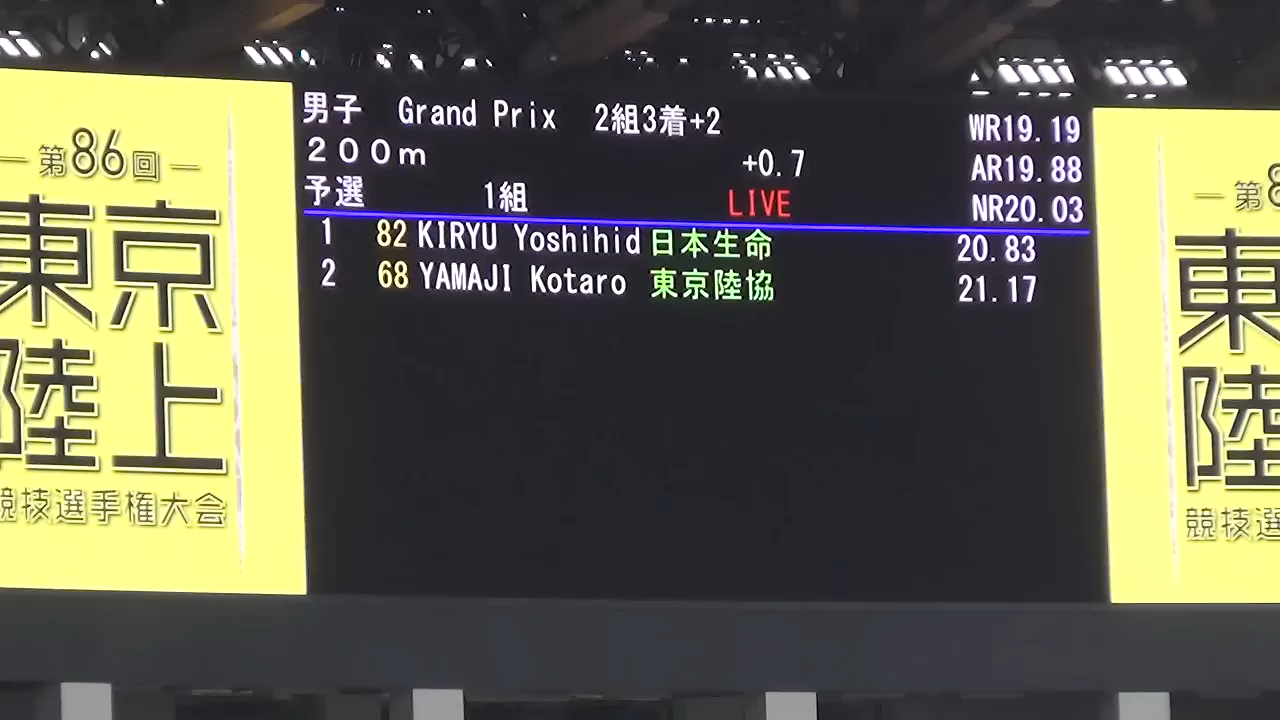 第86回
東京
陸上
競技選手権大会
男子 Grand Prix 2組3着+2 WR19.19
200m +0.7 AR19.88
予選 1組 LIVE NR20.03
1 82 KIRYU Yoshihid 日本生命 20.83
2 68 YAMAJI Kotaro 東京陸協 21.17
第8
東
陸
競技選